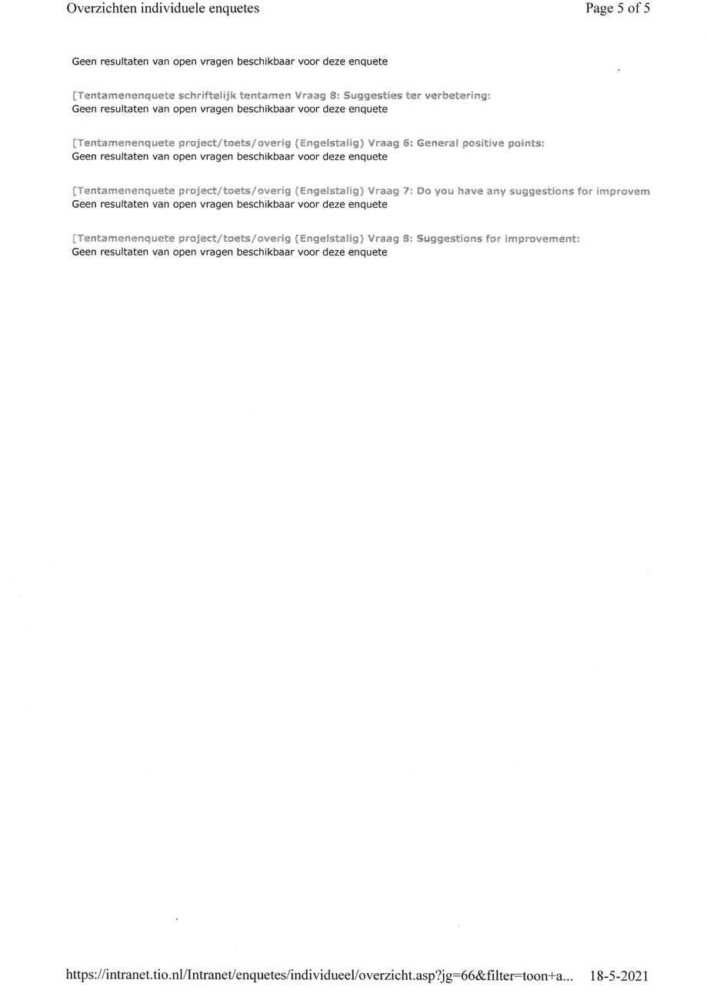 Overzichten individuele enquetes
Page 5 of 5
Geen resultaten van open vragen beschikbaar voor deze enquete
[Tentamenenquete schriftelijk tentamen Vraag 8: Suggesties ter verbetering:
Geen resultaten van open vragen beschikbaar voor deze enquete
[Tentamenenquete project/toets/overig (Engelstalig) Vraag 6: General positive points:
Geen resultaten van open vragen beschikbaar voor deze enquete
[Tentamenenquete project/toets/overig (Engelstalig) Vraag 7: Do you have any suggestions for improvem
Geen resultaten van open vragen beschikbaar voor deze enquete
[Tentamenenquete project/toets/overig (Engelstalig) Vraag 8: Suggestions for improvement:
Geen resultaten van open vragen beschikbaar voor deze enquete
https://intranet.tio.nl/Intranet/enquetes/individueel/overzicht.asp?jg=66&filter=toon+a... 18-5-2021